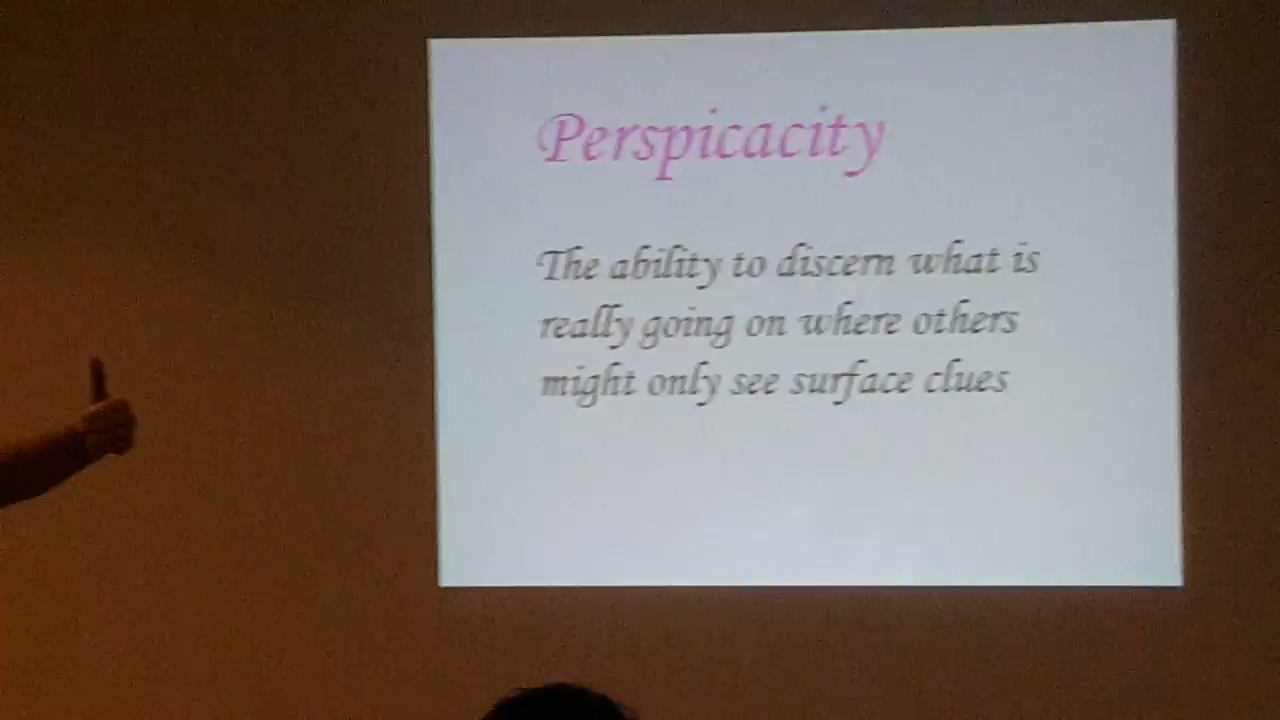 Perspicacity
The ability to discern what is
really going on where others
might only see surface clues